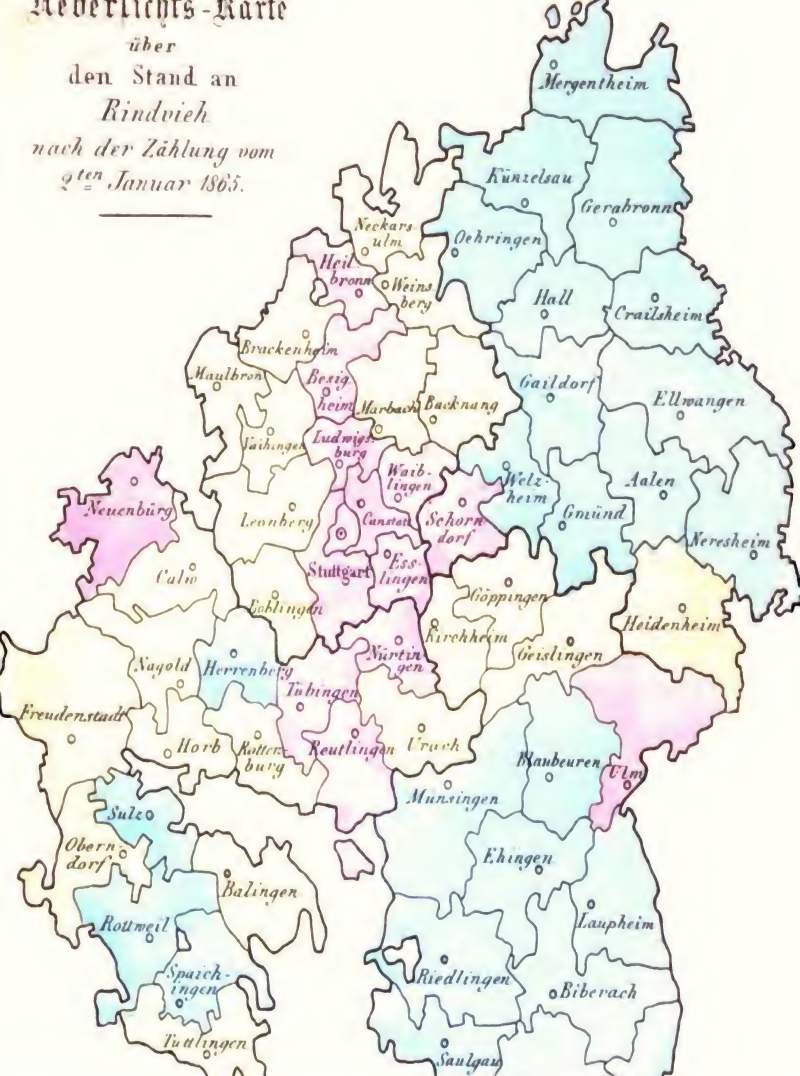 Uebersichts-Karte
über
den Stand an
Rindvieh
nach der Zählung vom
2ten Januar 1865.
Mergentheim
Künzelsau
Gerabronn
Neckars-
ulm
Oehringen
Heil-
bronn
Weins-
berg
Hall
Crailsheim
Brackenheim
Maulbron
Besig-
heim
Marbach
Backnang
Gaildorf
Ellwangen
Vaihingen
Ludwigs-
burg
Waib-
lingen
Welz-
heim
Aalen
Neuenbürg
Leonberg
Canstatt
Schorn-
dorf
Gmünd
Neresheim
Calw
Stuttgart
Ess-
lingen
Böblingen
Göppingen
Heidenheim
Kirchheim
Geislingen
Nagold
Herrenberg
Nürtin-
gen
Tübingen
Freudenstadt
Horb
Rotten-
burg
Reutlingen
Urach
Blaubeuren
Ulm
Münsingen
Sulz
Obern-
dorf
Balingen
Ehingen
Rottweil
Laupheim
Spaich-
ingen
Riedlingen
Biberach
Tuttlingen
Saulgau